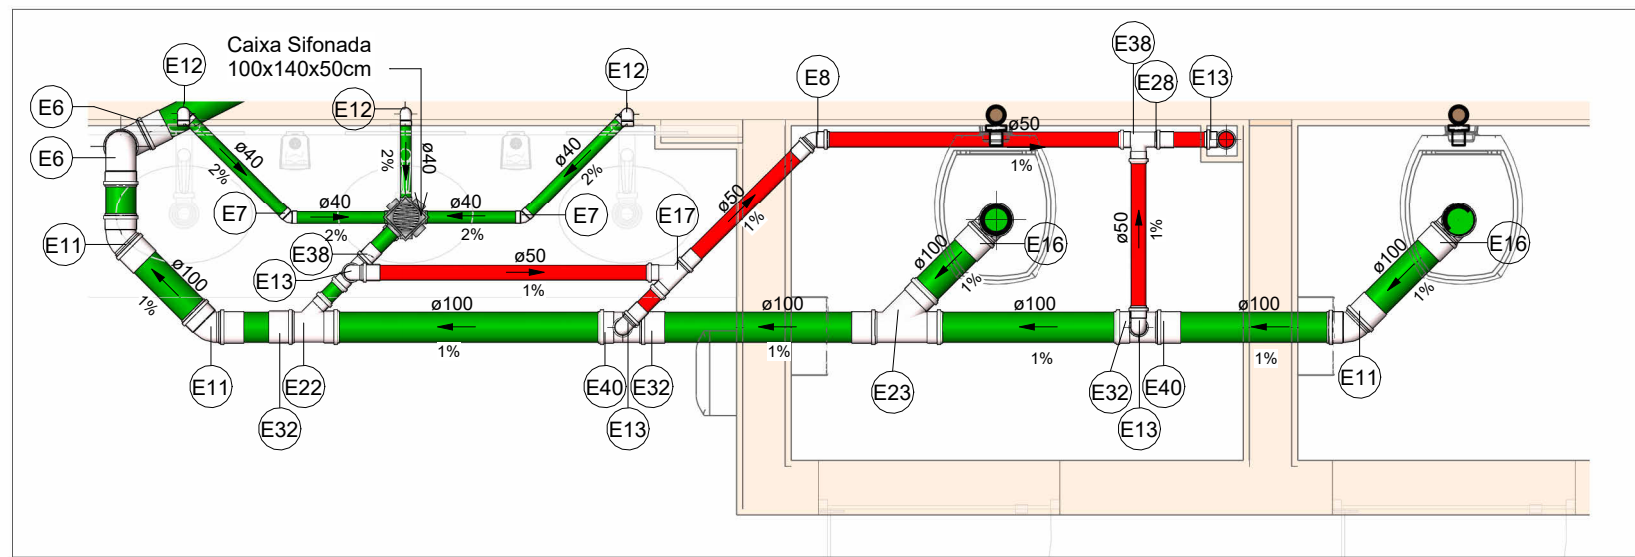 Caixa Sifonada
100x140x50cm
E12
E12
E12
E8
E38
E28
E13
E6
E6
ø40
2%
2%
ø40
ø40
2%
ø50
1%
E7
ø40
2%
ø40
2%
E7
E17
ø50
1%
ø50
1%
E16
E16
E11
E38
E13
ø50
1%
ø100
1%
ø100
1%
ø100
1%
ø100
1%
ø100
1%
ø100
1%
ø100
1%
E11
E32
E22
E40
E13
E32
E23
E32
E13
E40
E11